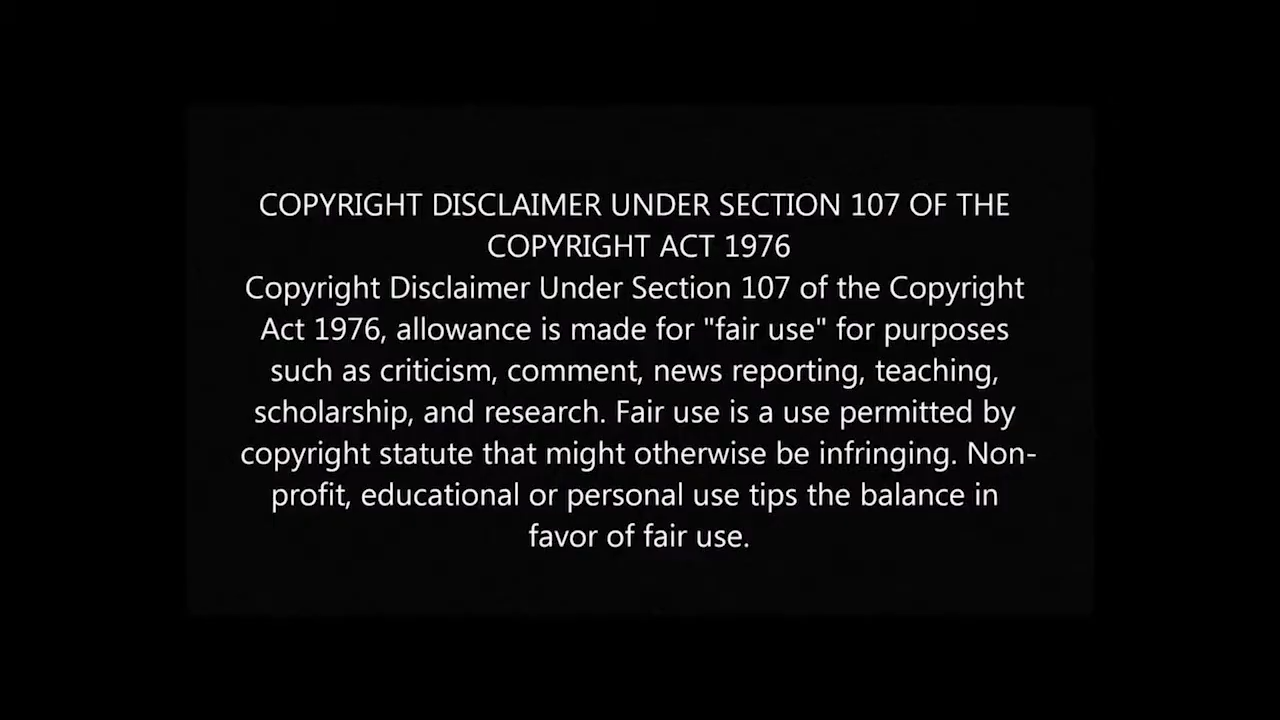 COPYRIGHT DISCLAIMER UNDER SECTION 107 OF THE
COPYRIGHT ACT 1976
Copyright Disclaimer Under Section 107 of the Copyright
Act 1976, allowance is made for "fair use" for purposes
such as criticism, comment, news reporting, teaching,
scholarship, and research. Fair use is a use permitted by
copyright statute that might otherwise be infringing. Non-
profit, educational or personal use tips the balance in
favor of fair use.